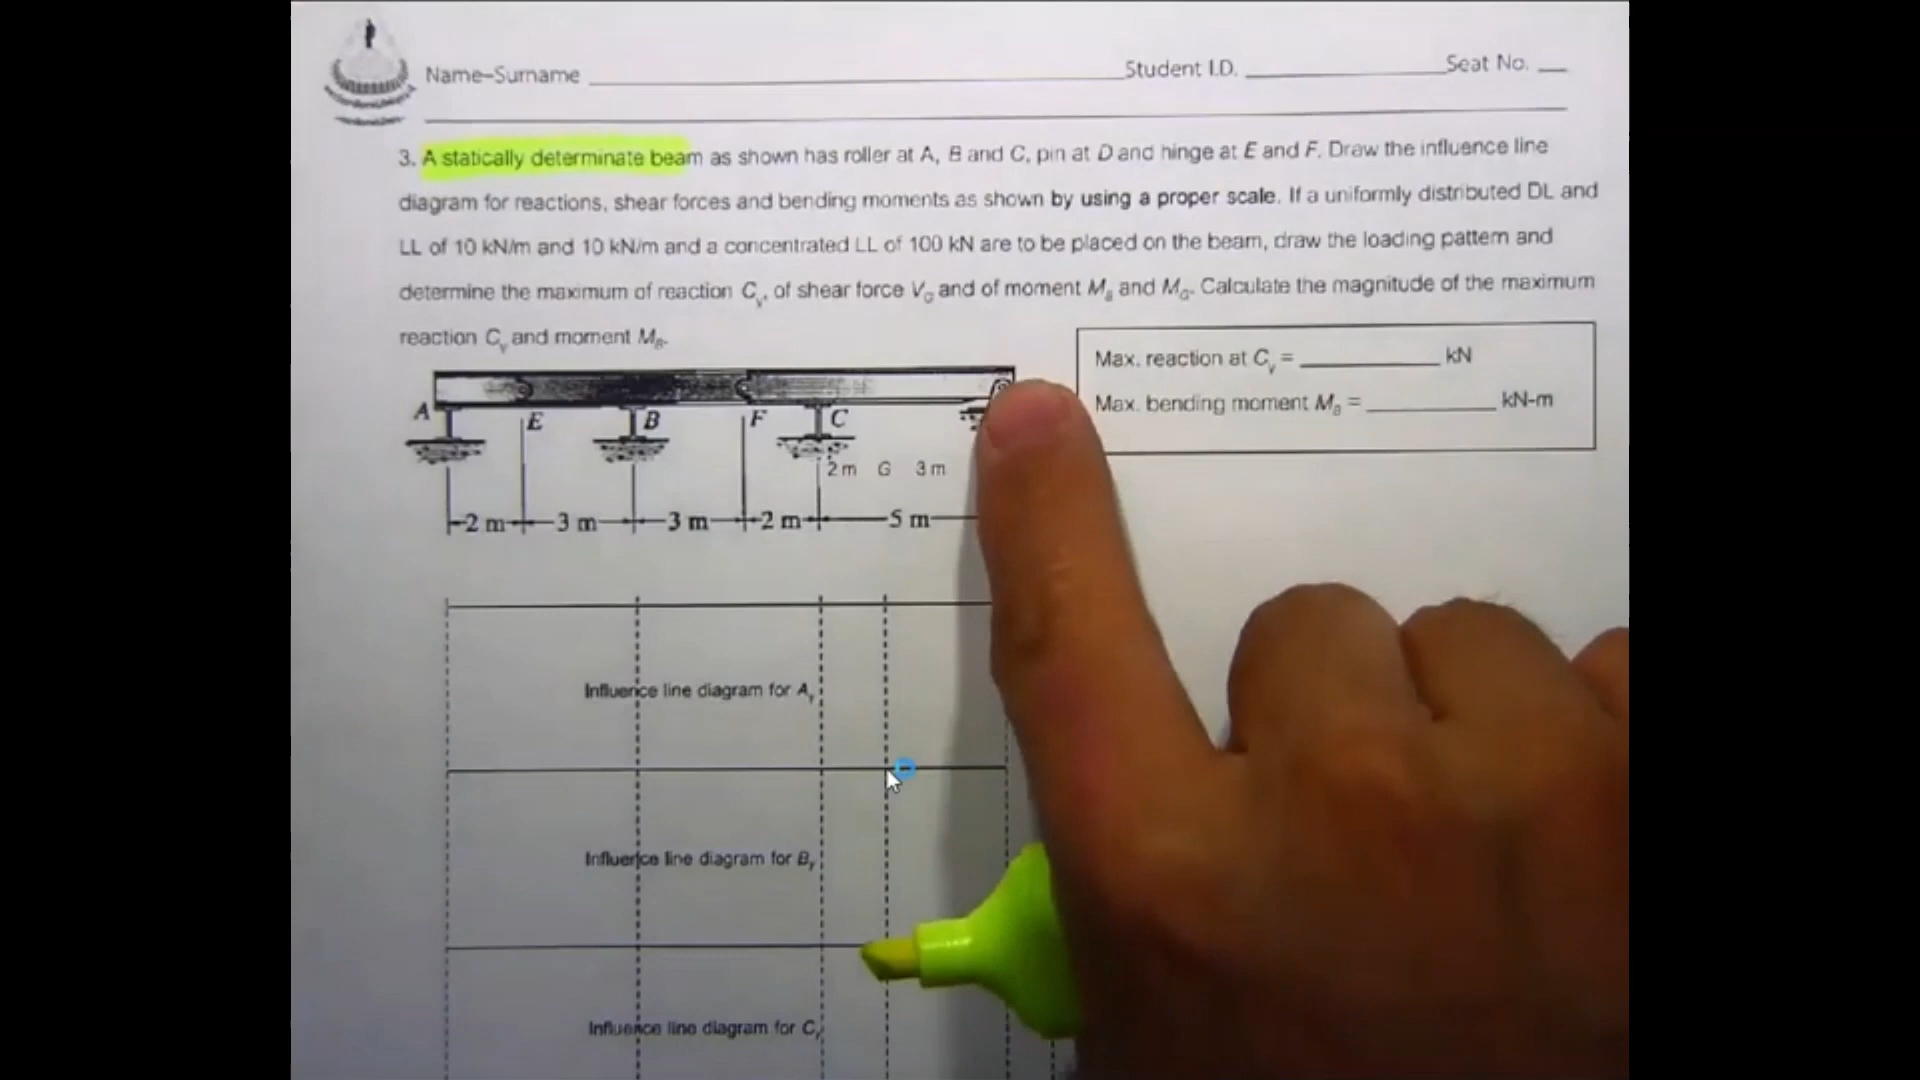 Name-Surname Student I.D. Seat No.
3. A statically determinate beam as shown has roller at A, B and C, pin at D and hinge at E and F. Draw the influence line
diagram for reactions, shear forces and bending moments as shown by using a proper scale. If a uniformly distributed DL and
LL of 10 kN/m and 10 kN/m and a concentrated LL of 100 kN are to be placed on the beam, draw the loading pattern and
determine the maximum of reaction Cy, of shear force VG and of moment MB and MG. Calculate the magnitude of the maximum
reaction Cy and moment MB.
Max. reaction at Cy = kN
Max. bending moment MB = kN-m
A E B F C
2 m G 3 m
2 m 3 m 3 m 2 m 5 m
Influence line diagram for Ay
Influence line diagram for By
Influence line diagram for Cy